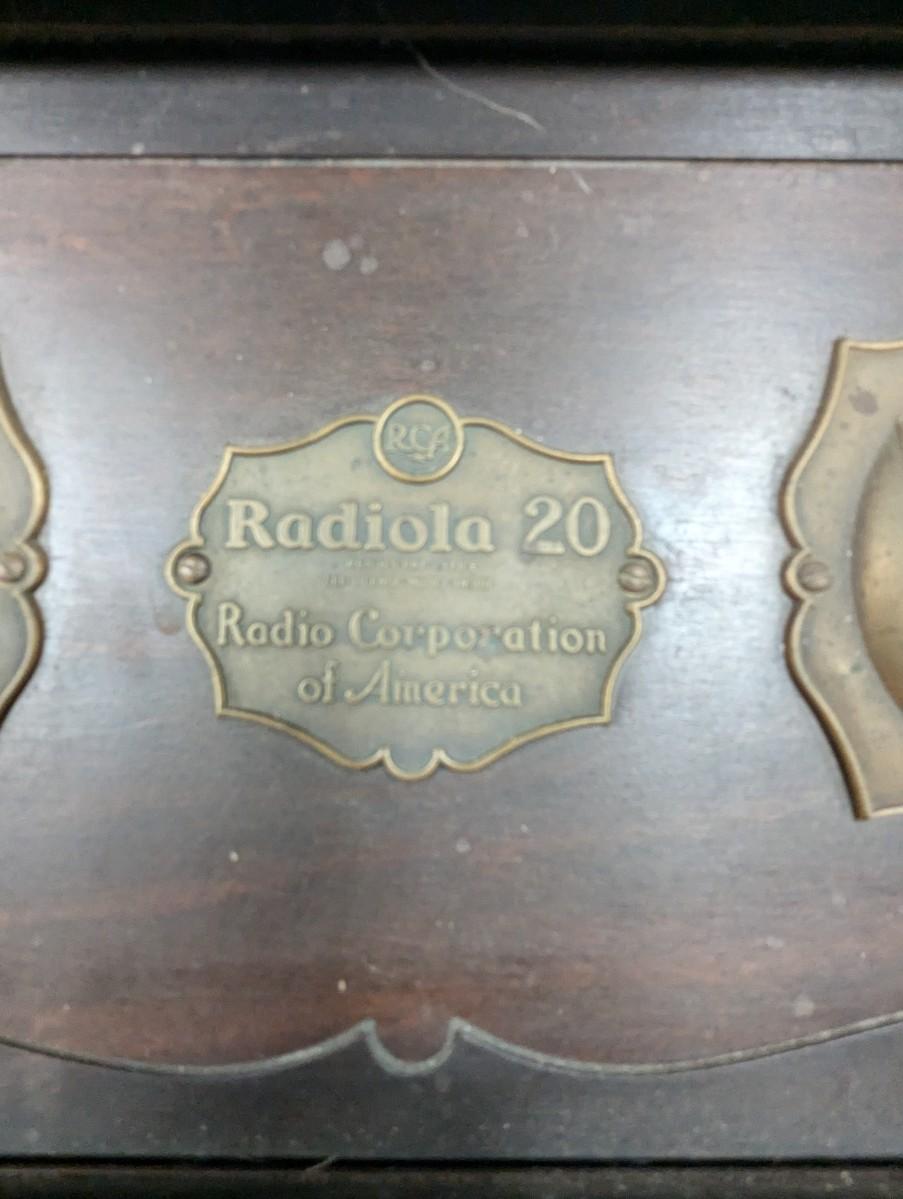 RCA
Radiola 20
Radio Corporation
of America